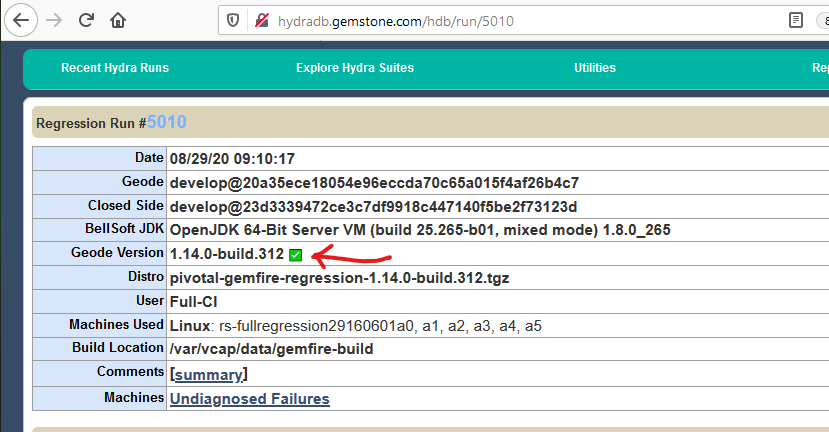 hydradb.gemstone.com/hdb/run/5010
Recent Hydra Runs Explore Hydra Suites Utilities
Regression Run #5010
Date 08/29/20 09:10:17
Geode develop@20a35ece18054e96eccda70c65a015f4af26b4c7
Closed Side develop@23d3339472ce3c7df9918c447140f5be2f73123d
BellSoft JDK OpenJDK 64-Bit Server VM (build 25.265-b01, mixed mode) 1.8.0_265
Geode Version 1.14.0-build.312
Distro pivotal-gemfire-regression-1.14.0-build.312.tgz
User Full-CI
Machines Used Linux: rs-fullregression29160601a0, a1, a2, a3, a4, a5
Build Location /var/vcap/data/gemfire-build
Comments [summary]
Machines Undiagnosed Failures